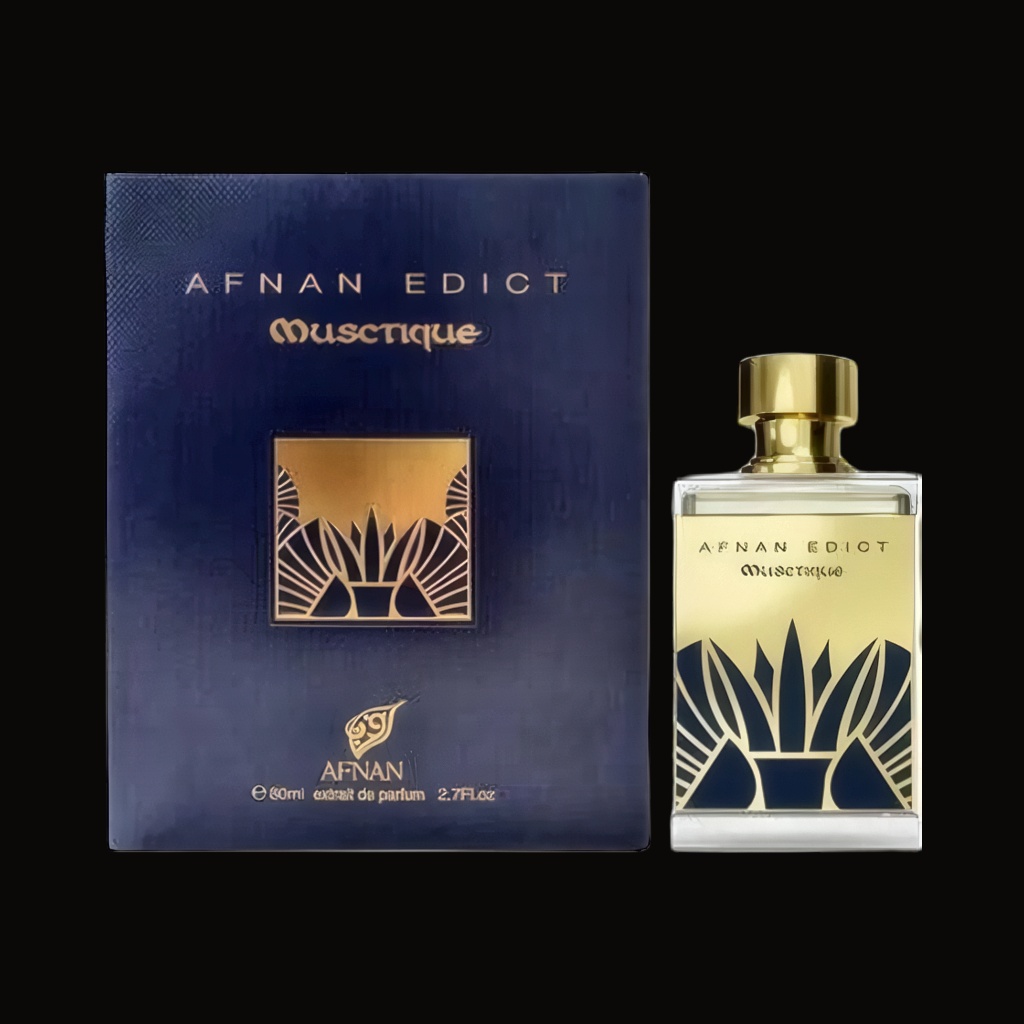 AFNAN EDICT
Musctique
AFNAN
80ml extrait de parfum 2.7Fl.oz
AFNAN EDICT
Musctique